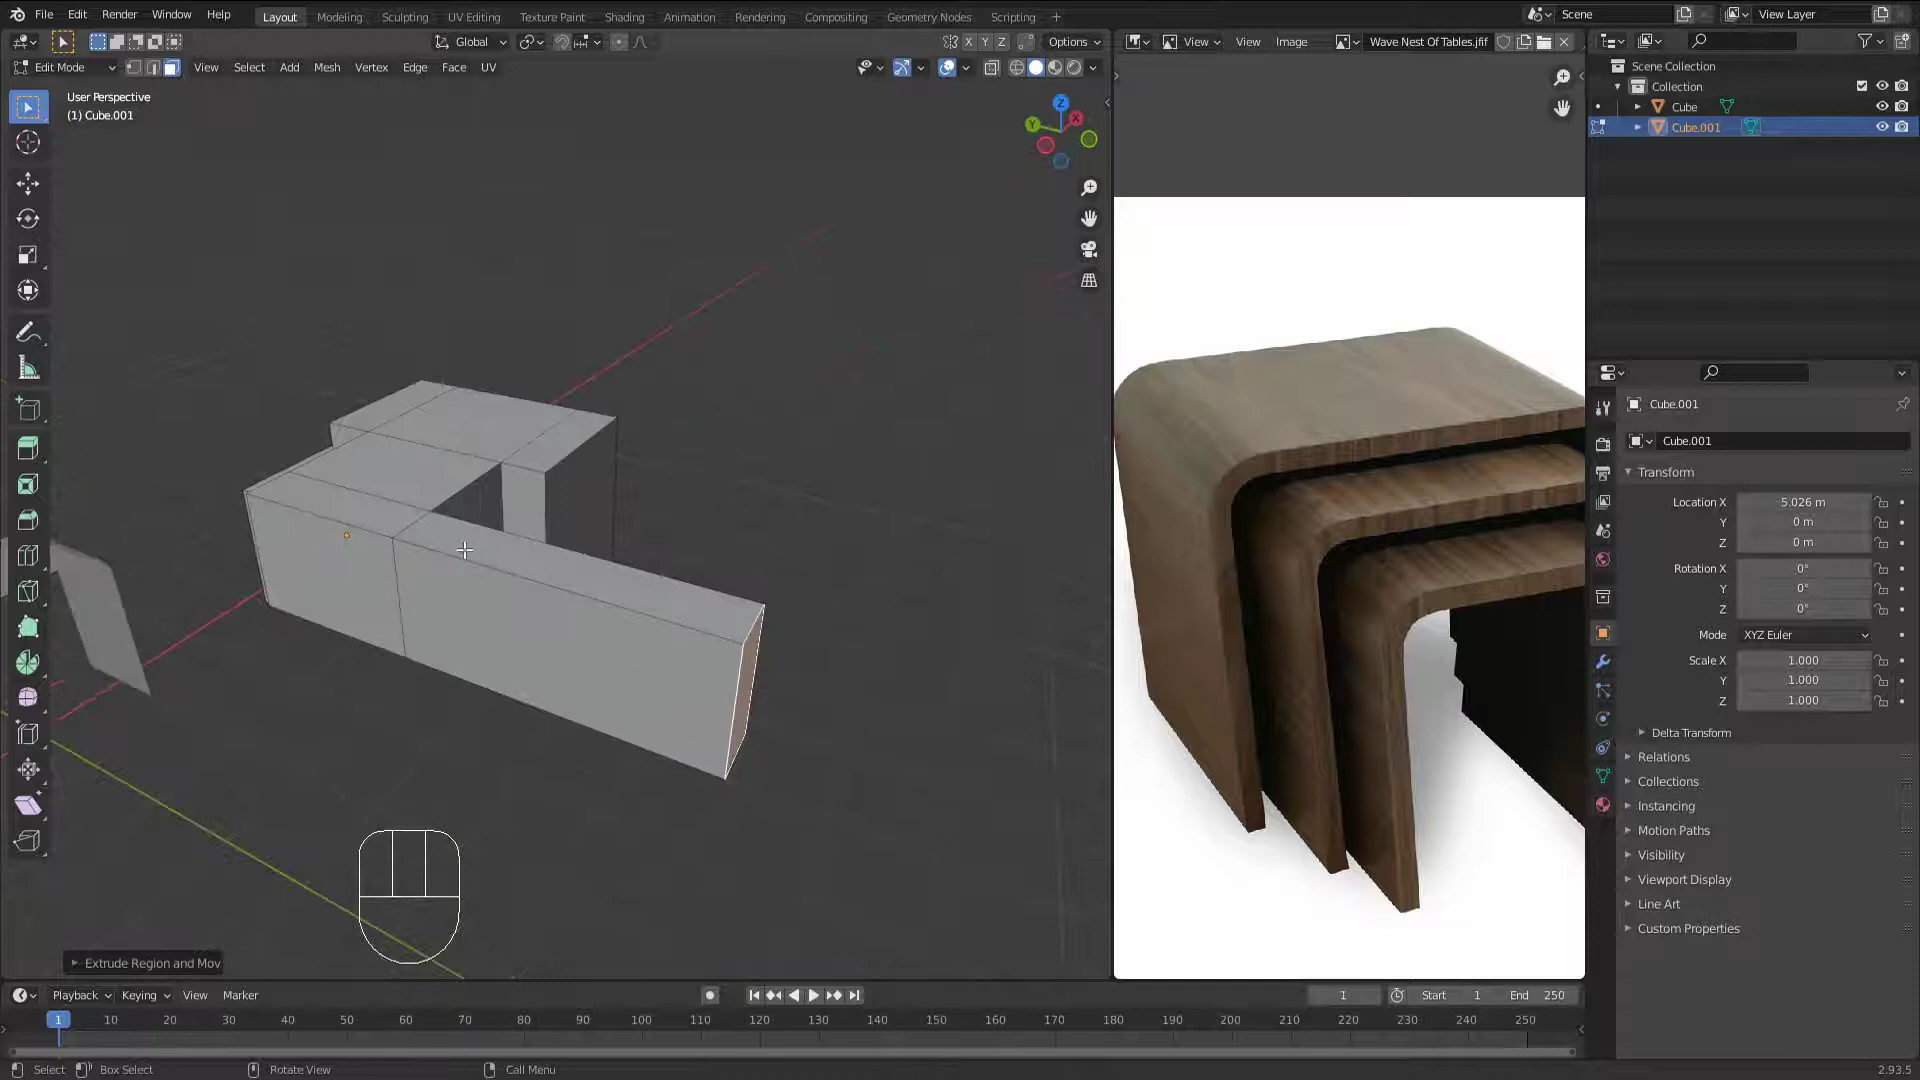 File Edit Render Window Help Layout Modeling Sculpting UV Editing Texture Paint Shading Animation Rendering Compositing Geometry Nodes Scripting + Scene View Layer
Global X Y Z Options View View Image Wave Nest Of Tables.jfif
Edit Mode View Select Add Mesh Vertex Edge Face UV
User Perspective
(1) Cube.001
Z
Y
X
Scene Collection
Collection
Cube
Cube.001
Cube.001
Cube.001
Transform
Location X 5.026 m
Y 0 m
Z 0 m
Rotation X 0°
Y 0°
Z 0°
Mode XYZ Euler
Scale X 1.000
Y 1.000
Z 1.000
Delta Transform
Relations
Collections
Instancing
Motion Paths
Visibility
Viewport Display
Line Art
Custom Properties
Extrude Region and Mov
Playback Keying View Marker 1 Start 1 End 250
1 10 20 30 40 50 60 70 80 90 100 110 120 130 140 150 160 170 180 190 200 210 220 230 240 250
Select Box Select Rotate View Call Menu 2.93.5